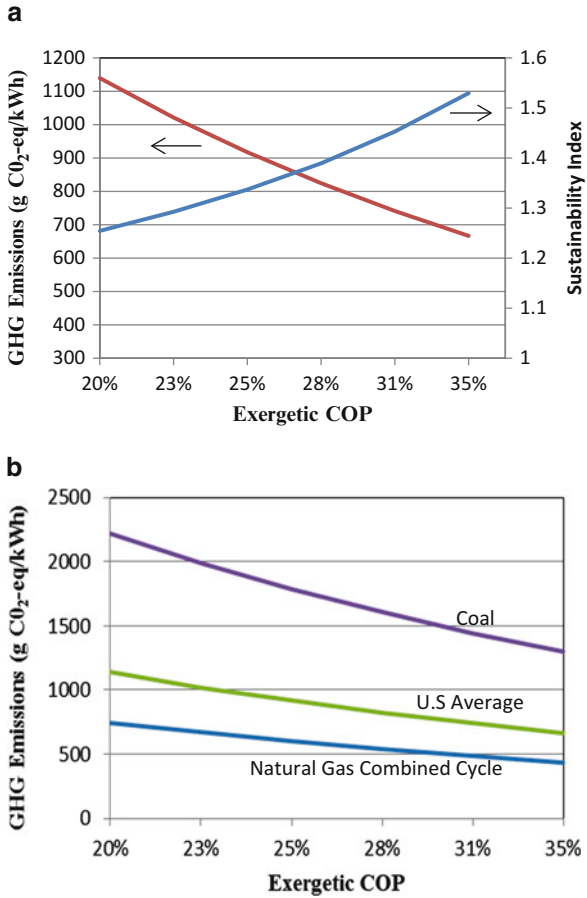 a
GHG Emissions (g C0₂-eq/kWh)
1200
1100
1000
900
800
700
600
500
400
300
1.6
1.5
1.4
1.3
1.2
1.1
1
Sustainability Index
20% 23% 25% 28% 31% 35%
Exergetic COP
b
GHG Emissions (g C0₂-eq/kWh)
2500
2000
1500
1000
500
0
Coal
U.S Average
Natural Gas Combined Cycle
20% 23% 25% 28% 31% 35%
Exergetic COP